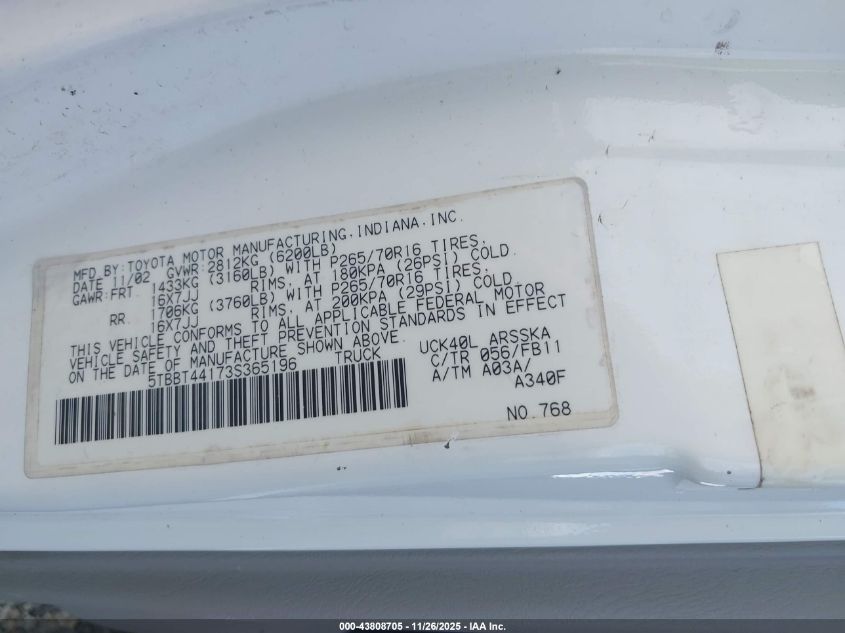 MFD.BY:TOYOTA MOTOR MANUFACTURING,INDIANA,INC.
DATE 11/02 GVWR:2812KG (6200LB)
GAWR:FRT 1433KG (3160LB) WITH P265/70R16 TIRES,
16X7JJ RIMS, AT 180KPA (26PSI) COLD.
RR 1706KG (3760LB) WITH P265/70R16 TIRES,
16X7JJ RIMS, AT 200KPA (29PSI) COLD.
THIS VEHICLE CONFORMS TO ALL APPLICABLE FEDERAL MOTOR
VEHICLE SAFETY AND THEFT PREVENTION STANDARDS IN EFFECT
ON THE DATE OF MANUFACTURE SHOWN ABOVE.
5TBBT44173S365196 TRUCK
UCK40L ARSSKA
C/TR 056/FB11
A/TM A03A/
A340F
NO.768
000-43808705 - 11/26/2025 - IAA Inc.